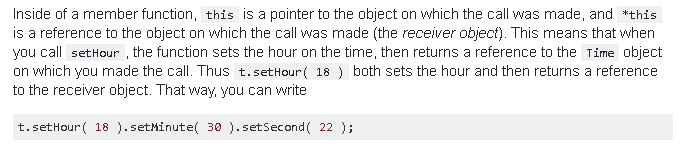 Inside of a member function, this is a pointer to the object on which the call was made, and *this
is a reference to the object on which the call was made (the receiver object). This means that when
you call setHour , the function sets the hour on the time, then returns a reference to the Time object
on which you made the call. Thus t.setHour( 18 ) both sets the hour and then returns a reference
to the receiver object. That way, you can write
t.setHour( 18 ).setMinute( 30 ).setSecond( 22 );